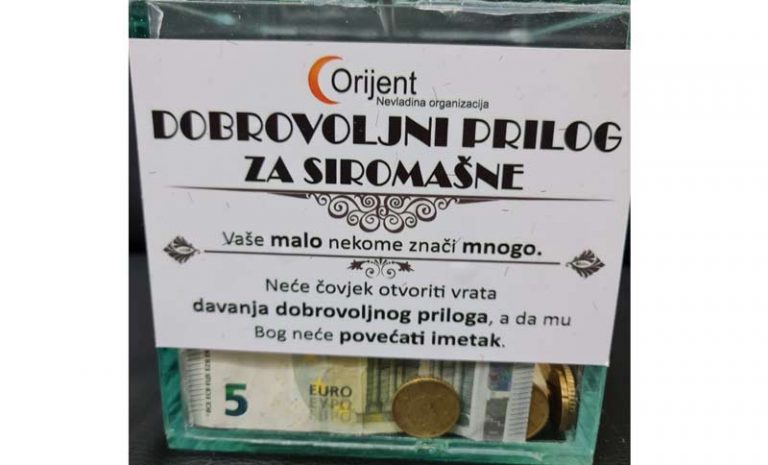 Orijent
Nevladina organizacija
DOBROVOLJNI PRILOG
ZA SIROMAŠNE
Vaše malo nekome znači mnogo.
Neće čovjek otvoriti vrata
davanja dobrovoljnog priloga, a da mu
Bog neće povećati imetak.
5 EURO
ΕΥΡΩ